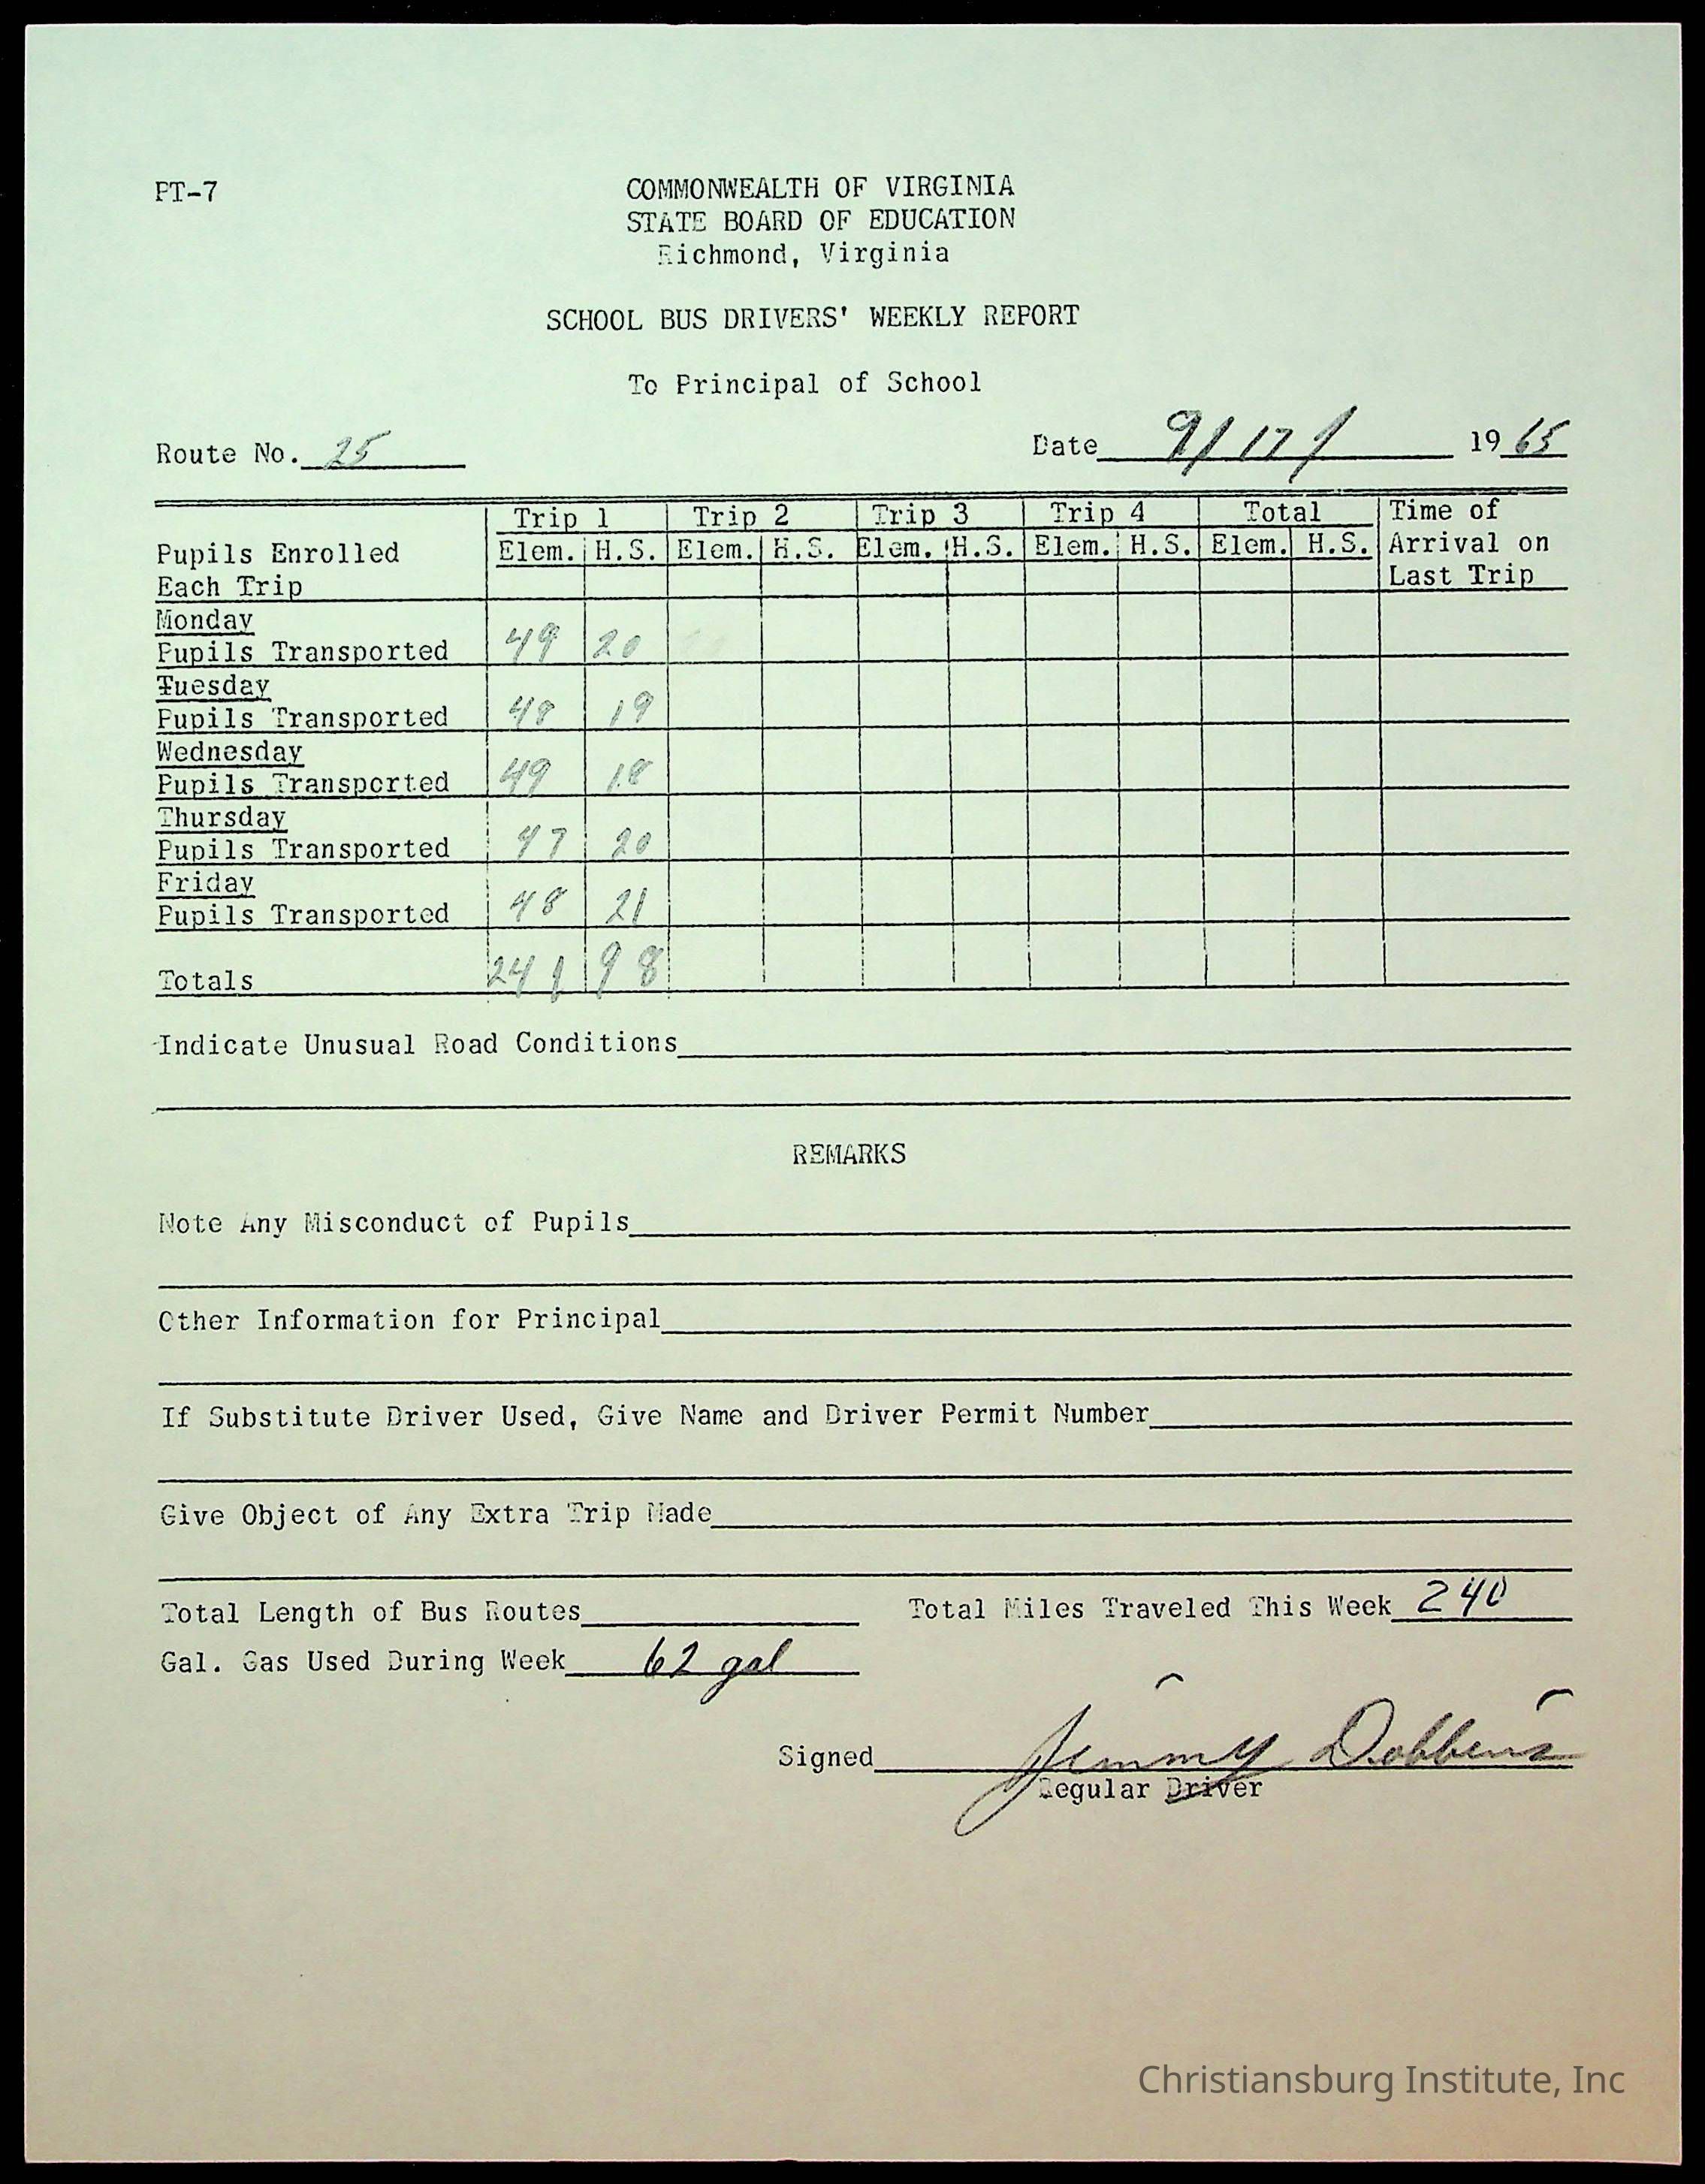 PT-7
COMMONWEALTH OF VIRGINIA
STATE BOARD OF EDUCATION
Richmond, Virginia
SCHOOL BUS DRIVERS' WEEKLY REPORT
To Principal of School
Route No. 25 Date 9/17/ 1965
Trip 1 Trip 2 Trip 3 Trip 4 Total Time of
Pupils Enrolled Elem. H.S. Elem. H.S. Elem. H.S. Elem. H.S. Elem. H.S. Arrival on
Each Trip Last Trip
Monday
Pupils Transported 49 20
Tuesday
Pupils Transported 48 19
Wednesday
Pupils Transported 49 18
Thursday
Pupils Transported 47 20
Friday
Pupils Transported 48 21
Totals 241 98
Indicate Unusual Road Conditions
REMARKS
Note Any Misconduct of Pupils
Other Information for Principal
If Substitute Driver Used, Give Name and Driver Permit Number
Give Object of Any Extra Trip Made
Total Length of Bus Routes Total Miles Traveled This Week 240
Gal. Gas Used During Week 62 gal
Signed Jimmy Dobbins
Regular Driver
Christiansburg Institute, Inc